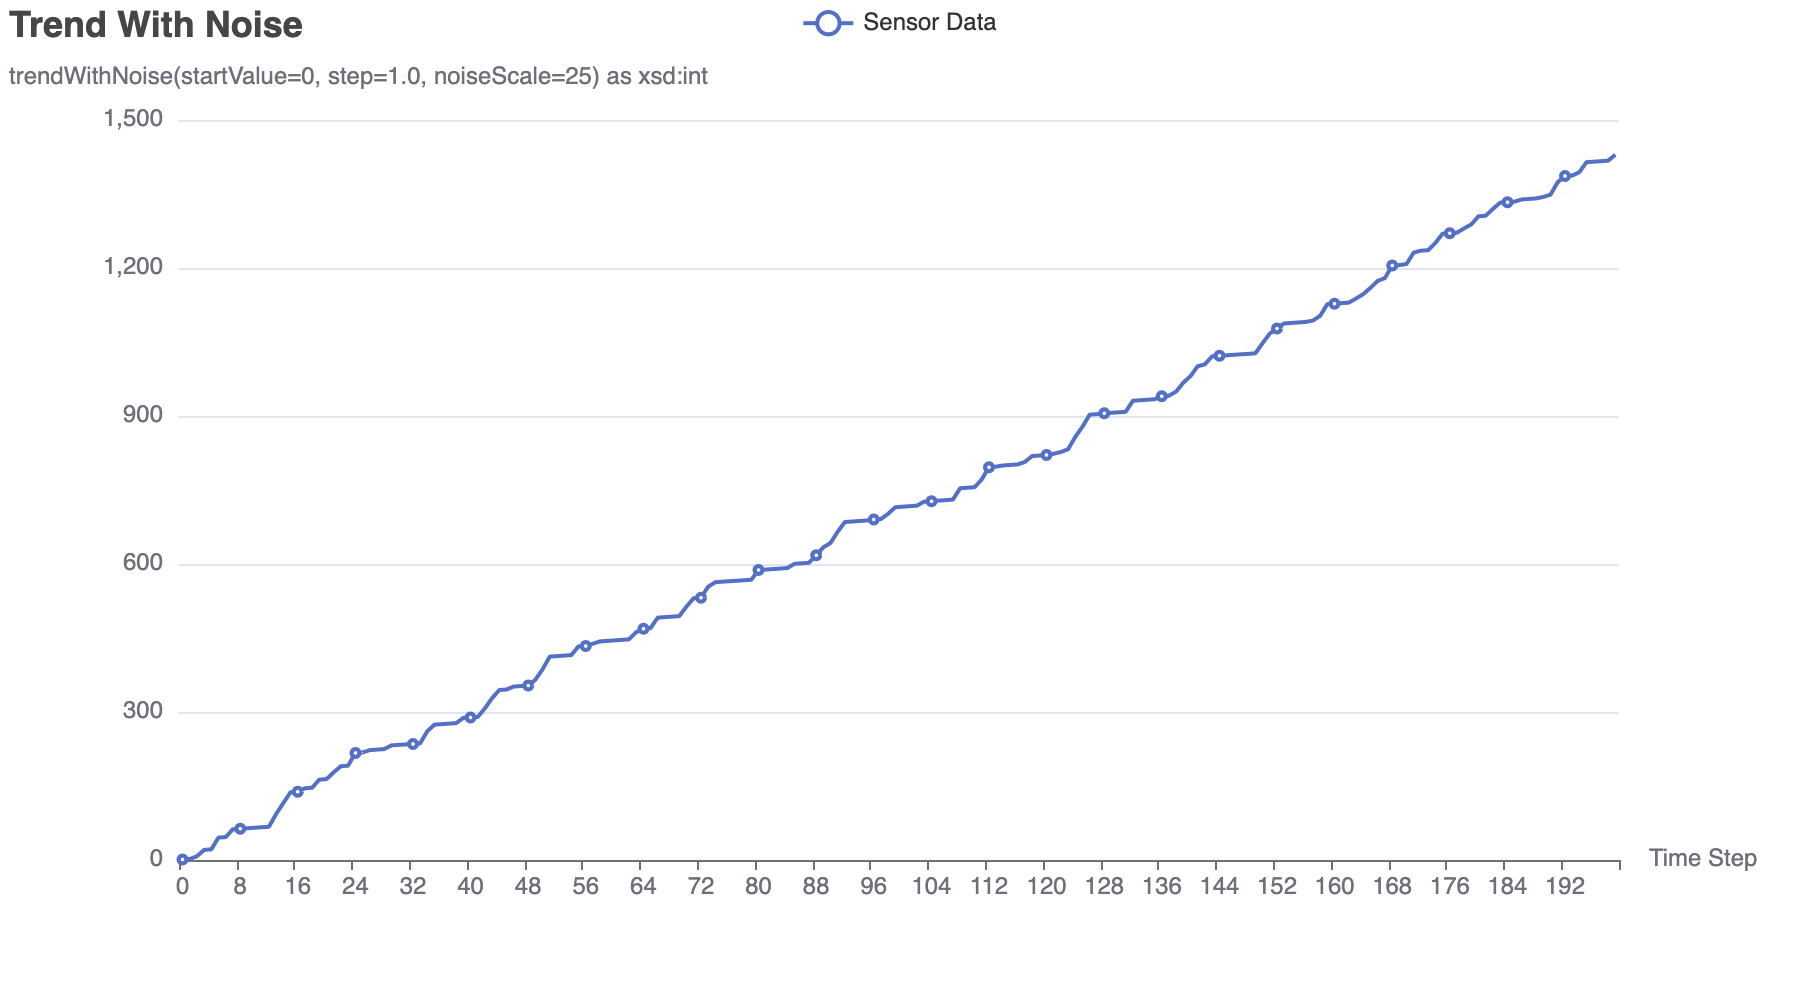 Trend With Noise
Sensor Data
trendWithNoise(startValue=0, step=1.0, noiseScale=25) as xsd:int
1,500
1,200
900
600
300
0
Time Step
0 8 16 24 32 40 48 56 64 72 80 88 96 104 112 120 128 136 144 152 160 168 176 184 192